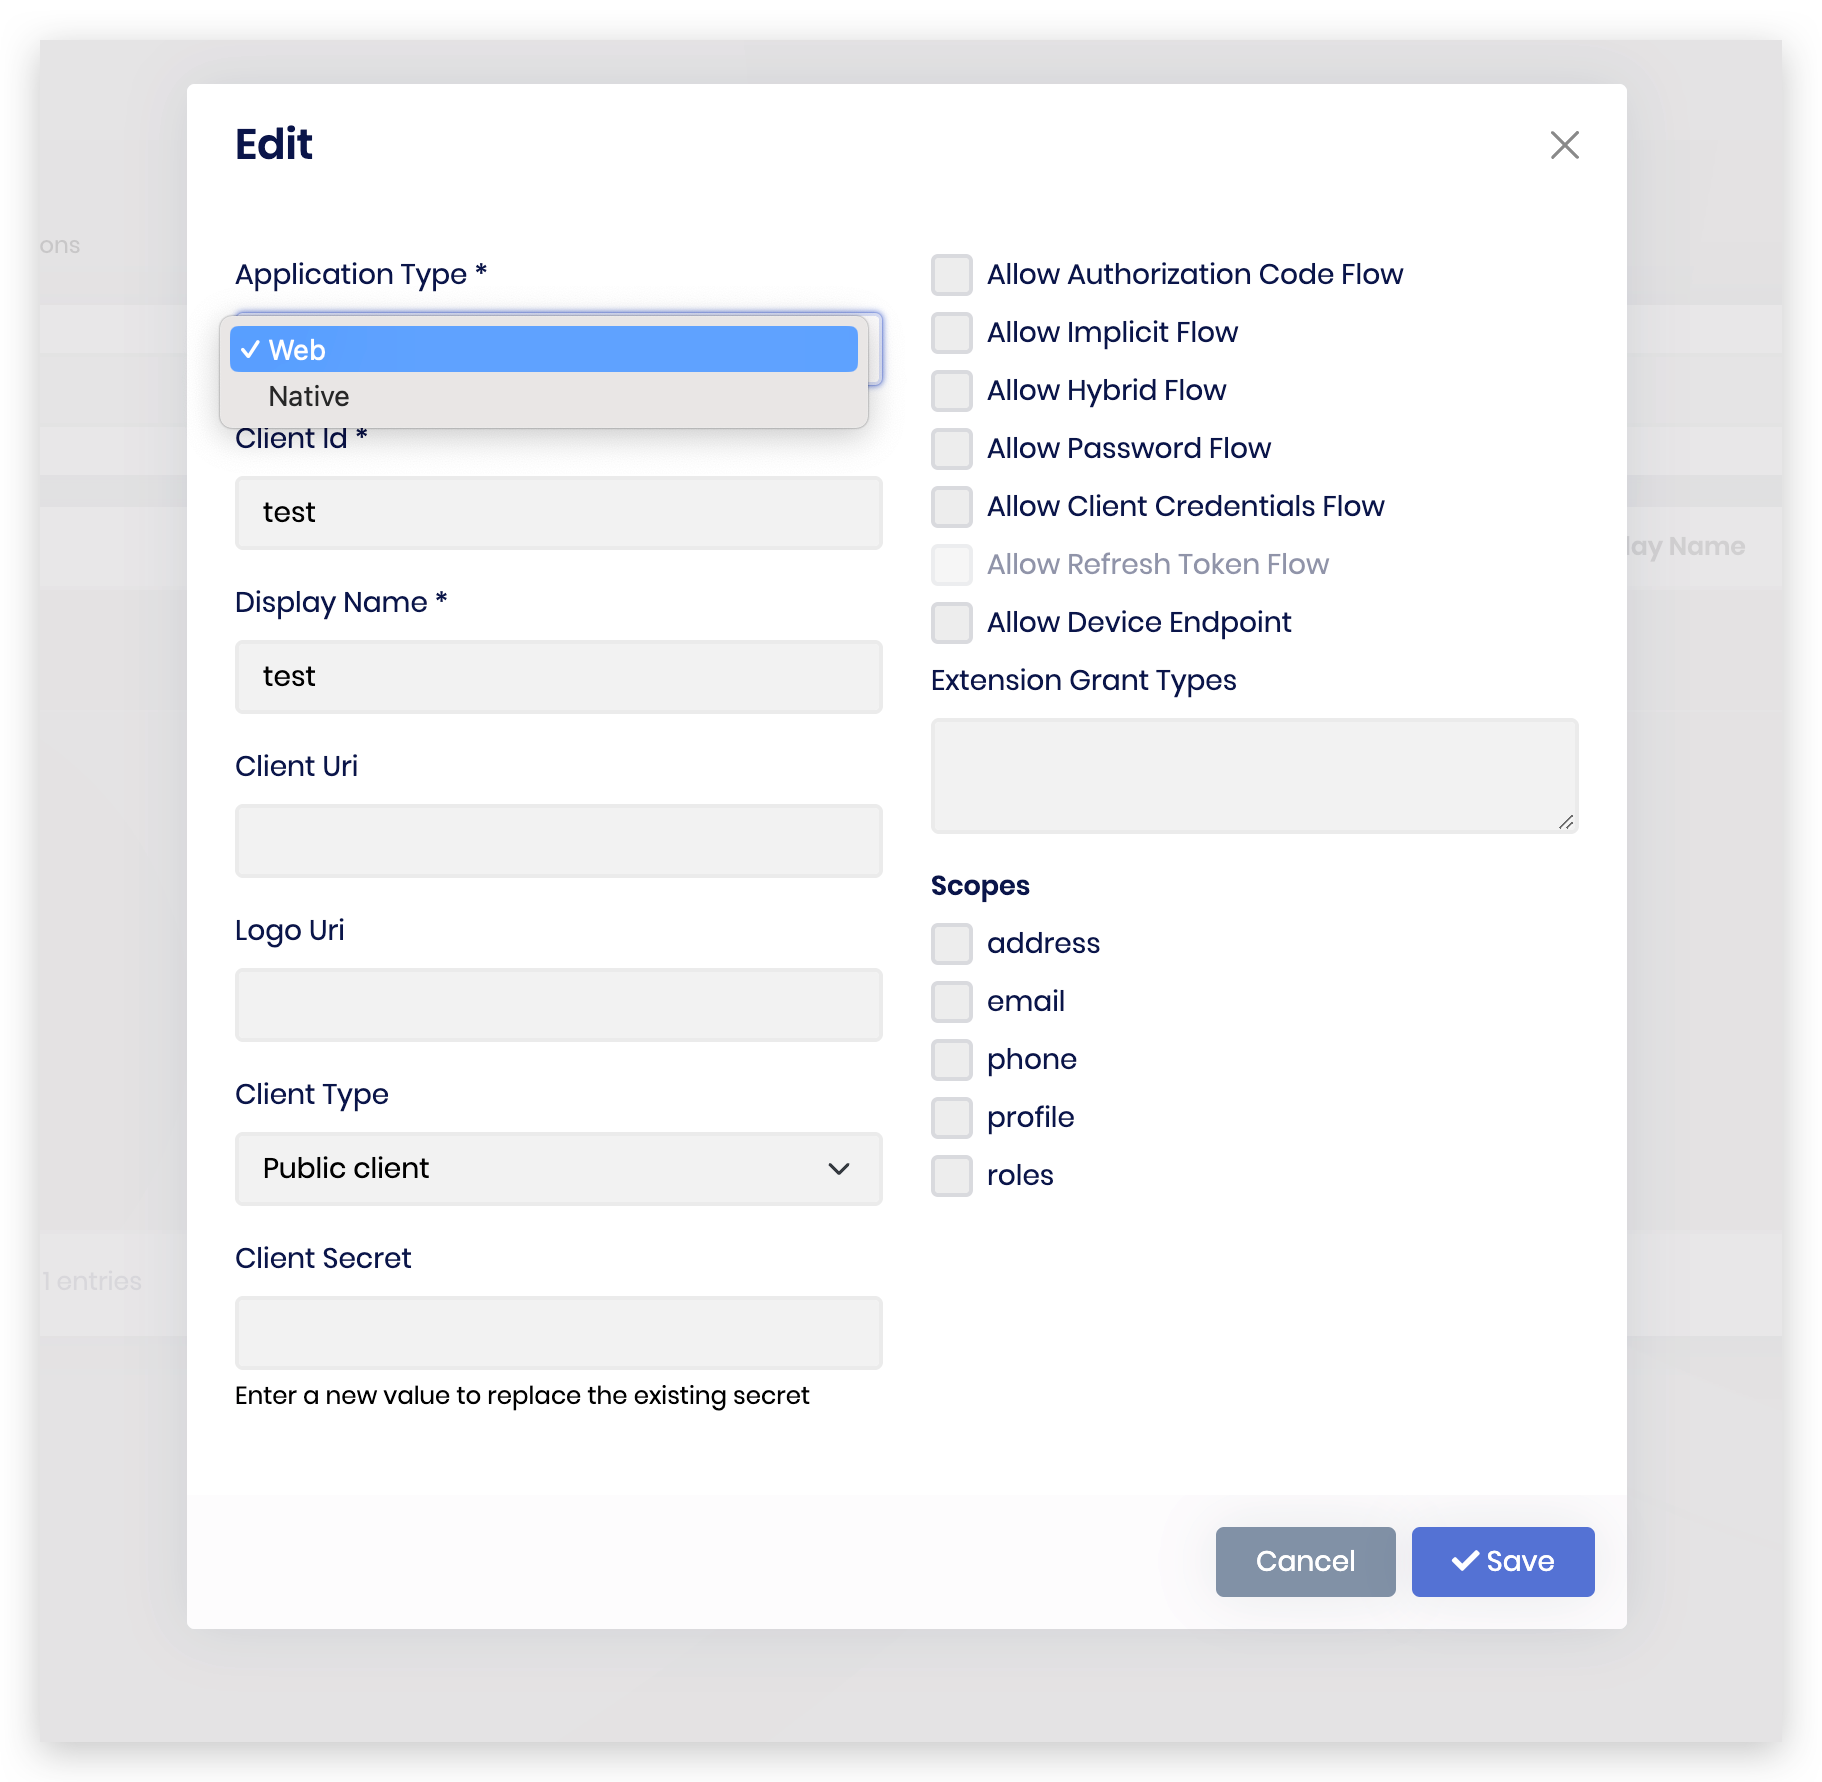 Edit
ons
Application Type *
Web
Native
Client Id *
test
Display Name *
test
Client Uri
Logo Uri
Client Type
Public client
Client Secret
Enter a new value to replace the existing secret
Allow Authorization Code Flow
Allow Implicit Flow
Allow Hybrid Flow
Allow Password Flow
Allow Client Credentials Flow
Allow Refresh Token Flow
Allow Device Endpoint
Extension Grant Types
Scopes
address
email
phone
profile
roles
lay Name
1 entries
Cancel
Save